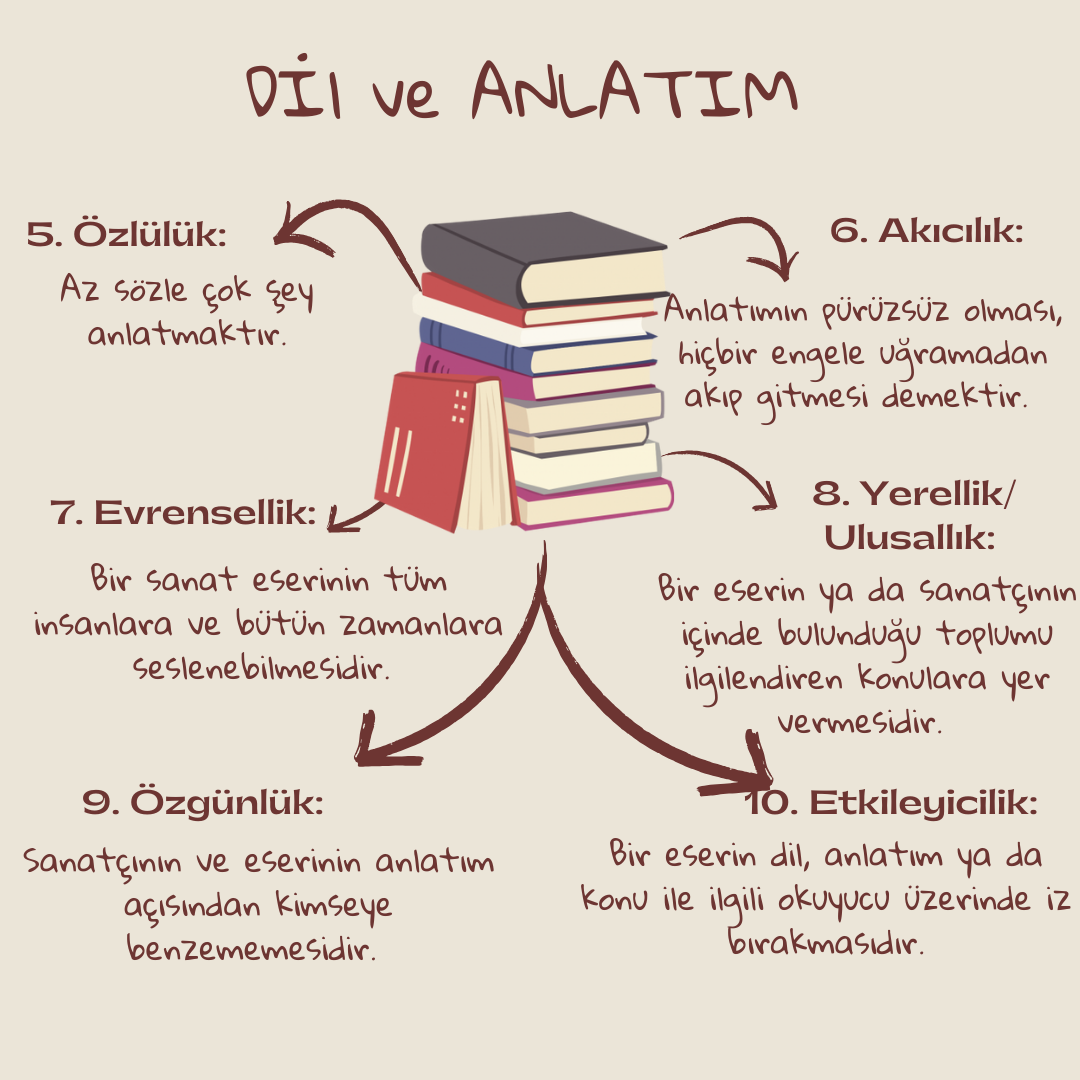 DİL ve ANLATIM
5. Özlülük:
Az sözle çok şey
anlatmaktır.
6. Akıcılık:
Anlatımın pürüzsüz olması,
hiçbir engele uğramadan
akıp gitmesi demektir.
7. Evrensellik:
Bir sanat eserinin tüm
insanlara ve bütün zamanlara
seslenebilmesidir.
8. Yerellik/
Ulusallık:
Bir eserin ya da sanatçının
içinde bulunduğu toplumu
ilgilendiren konulara yer
vermesidir.
9. Özgünlük:
Sanatçının ve eserinin anlatım
açısından kimseye
benzememesidir.
10. Etkileyicilik:
Bir eserin dil, anlatım ya da
konu ile ilgili okuyucu üzerinde iz
bırakmasıdır.